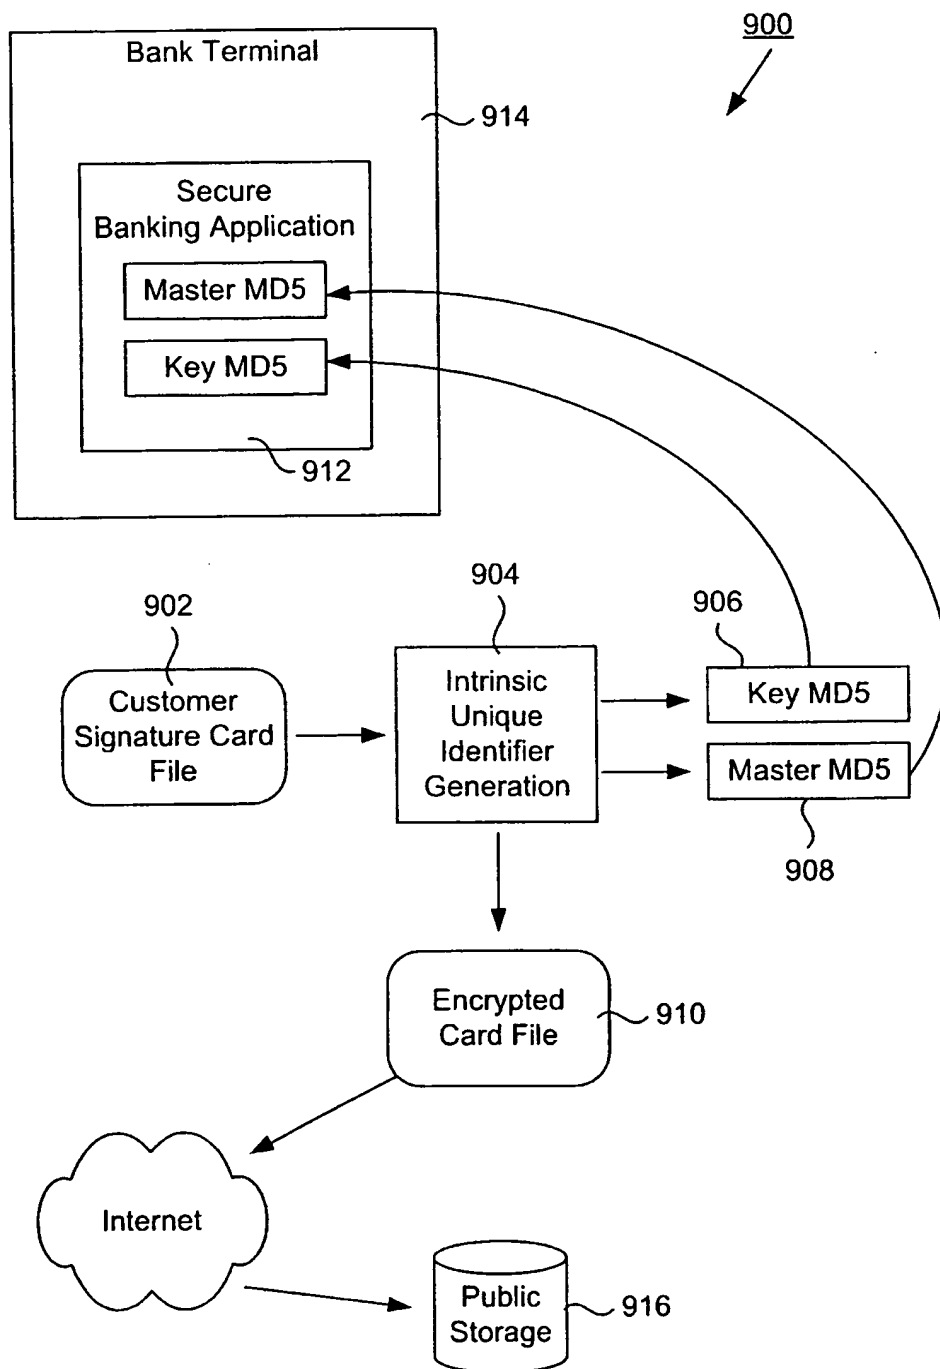 900
Bank Terminal
914
Secure
Banking Application
Master MD5
Key MD5
912
902
904
906
Customer
Signature Card
File
Intrinsic
Unique
Identifier
Generation
Key MD5
Master MD5
908
Encrypted
Card File
910
Internet
Public
Storage
916